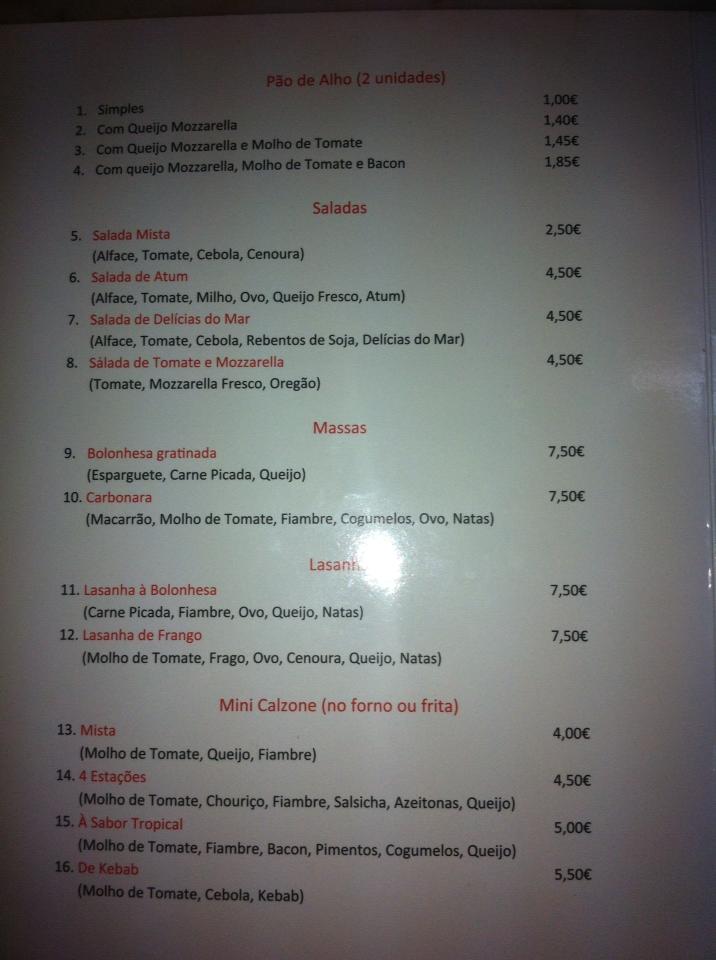 Pão de Alho (2 unidades)
1. Simples 1,00€
2. Com Queijo Mozzarella 1,40€
3. Com Queijo Mozzarella e Molho de Tomate 1,45€
4. Com queijo Mozzarella, Molho de Tomate e Bacon 1,85€
Saladas
5. Salada Mista 2,50€
(Alface, Tomate, Cebola, Cenoura)
6. Salada de Atum 4,50€
(Alface, Tomate, Milho, Ovo, Queijo Fresco, Atum)
7. Salada de Delícias do Mar 4,50€
(Alface, Tomate, Cebola, Rebentos de Soja, Delícias do Mar)
8. Sálada de Tomate e Mozzarella 4,50€
(Tomate, Mozzarella Fresco, Oregão)
Massas
9. Bolonhesa gratinada 7,50€
(Esparguete, Carne Picada, Queijo)
10. Carbonara 7,50€
(Macarrão, Molho de Tomate, Fiambre, Cogumelos, Ovo, Natas)
11. Lasanha à Bolonhesa 7,50€
(Carne Picada, Fiambre, Ovo, Queijo, Natas)
12. Lasanha de Frango 7,50€
(Molho de Tomate, Frago, Ovo, Cenoura, Queijo, Natas)
Mini Calzone (no forno ou frita)
13. Mista 4,00€
(Molho de Tomate, Queijo, Fiambre)
14. 4 Estações 4,50€
(Molho de Tomate, Chouriço, Fiambre, Salsicha, Azeitonas, Queijo)
15. À Sabor Tropical 5,00€
(Molho de Tomate, Fiambre, Bacon, Pimentos, Cogumelos, Queijo)
16. De Kebab 5,50€
(Molho de Tomate, Cebola, Kebab)